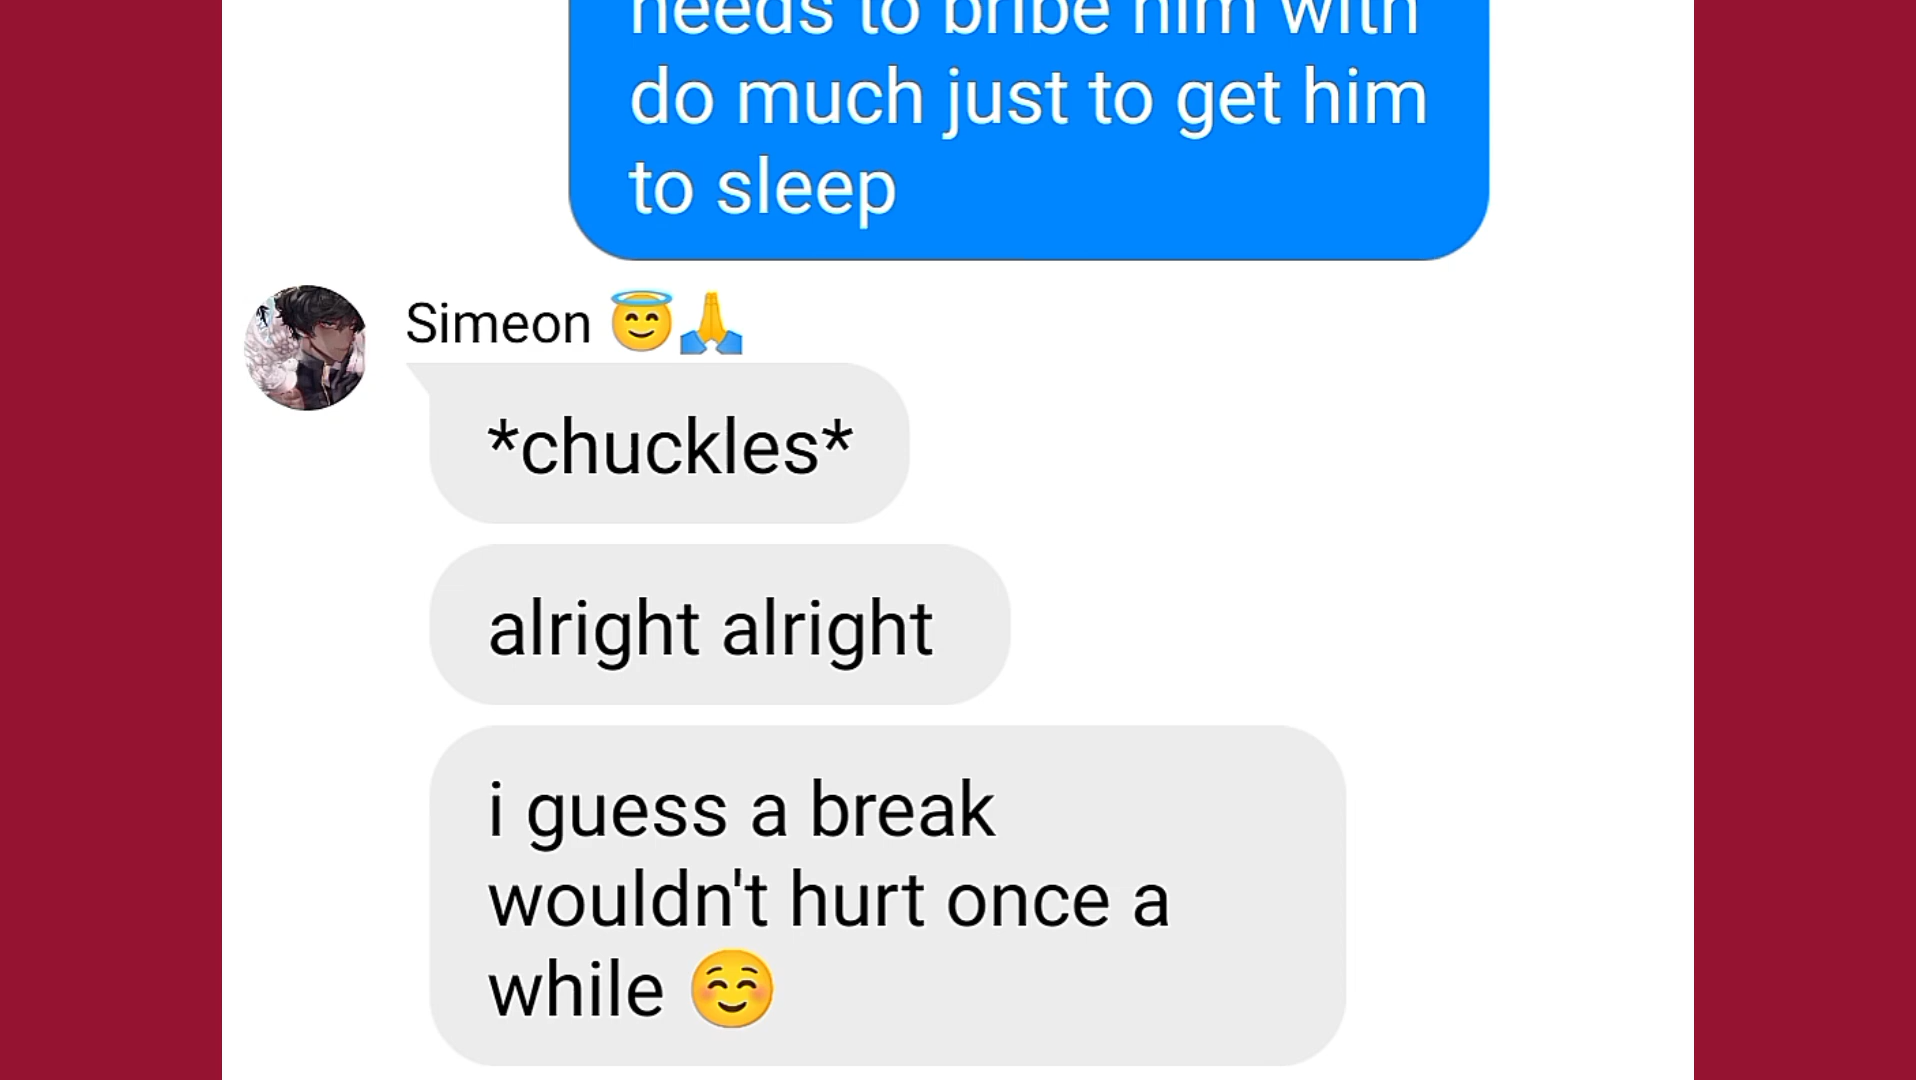 needs to bribe him with
do much just to get him
to sleep
Simeon 😇🙏
*chuckles*
alright alright
i guess a break
wouldn't hurt once a
while ☺️